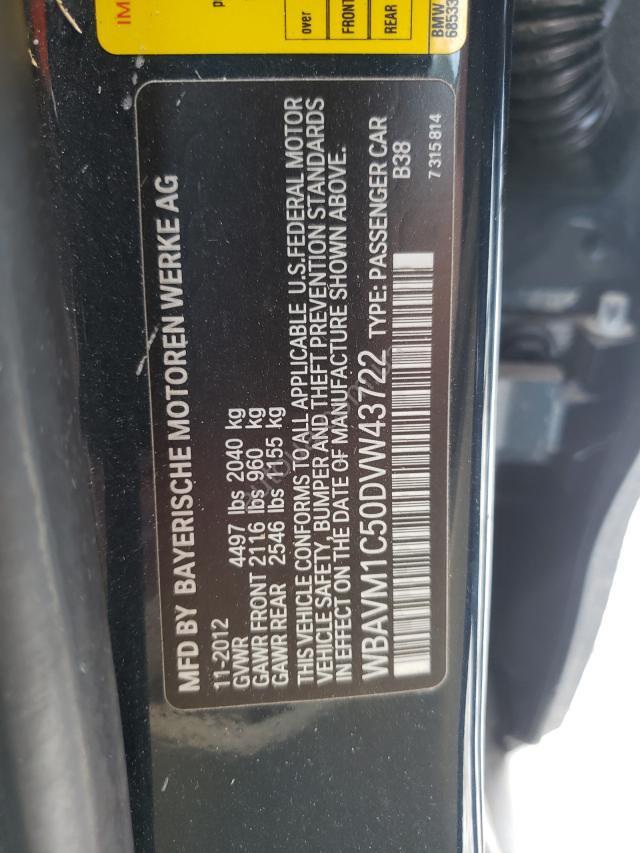 IM
over
FRONT
REAR
BMW
68533
MFD BY BAYERISCHE MOTOREN WERKE AG
11-2012
GVWR 4497 lbs 2040 kg
GAWR FRONT 2116 lbs 960 kg
GAWR REAR 2546 lbs 1155 kg
THIS VEHICLE CONFORMS TO ALL APPLICABLE U.S.FEDERAL MOTOR
VEHICLE SAFETY, BUMPER AND THEFT PREVENTION STANDARDS
IN EFFECT ON THE DATE OF MANUFACTURE SHOWN ABOVE.
WBAVM1C50DVW43722 TYPE: PASSENGER CAR
B38
7 315 814